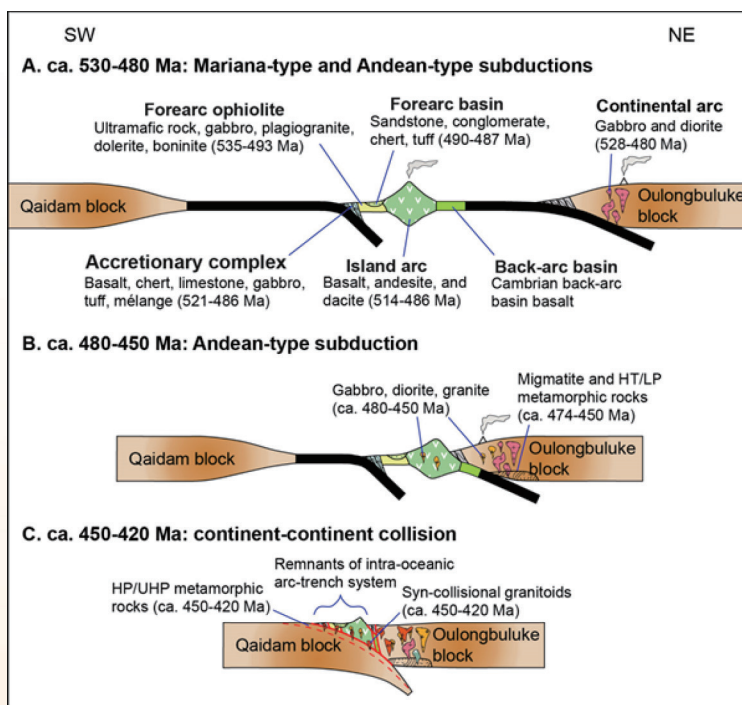 SW
NE
A. ca. 530-480 Ma: Mariana-type and Andean-type subductions
Forearc ophiolite
Ultramafic rock, gabbro, plagiogranite,
dolerite, boninite (535-493 Ma)
Forearc basin
Sandstone, conglomerate,
chert, tuff (490-487 Ma)
Continental arc
Gabbro and diorite
(528-480 Ma)
Qaidam block
Oulongbuluke
block
Accretionary complex
Basalt, chert, limestone, gabbro,
tuff, mélange (521-486 Ma)
Island arc
Basalt, andesite, and
dacite (514-486 Ma)
Back-arc basin
Cambrian back-arc
basin basalt
B. ca. 480-450 Ma: Andean-type subduction
Gabbro, diorite, granite
(ca. 480-450 Ma)
Migmatite and HT/LP
metamorphic rocks
(ca. 474-450 Ma)
Qaidam block
Oulongbuluke
block
C. ca. 450-420 Ma: continent-continent collision
Remnants of intra-oceanic
arc-trench system
HP/UHP metamorphic
rocks (ca. 450-420 Ma)
Syn-collisional granitoids
(ca. 450-420 Ma)
Qaidam block
Oulongbuluke
block